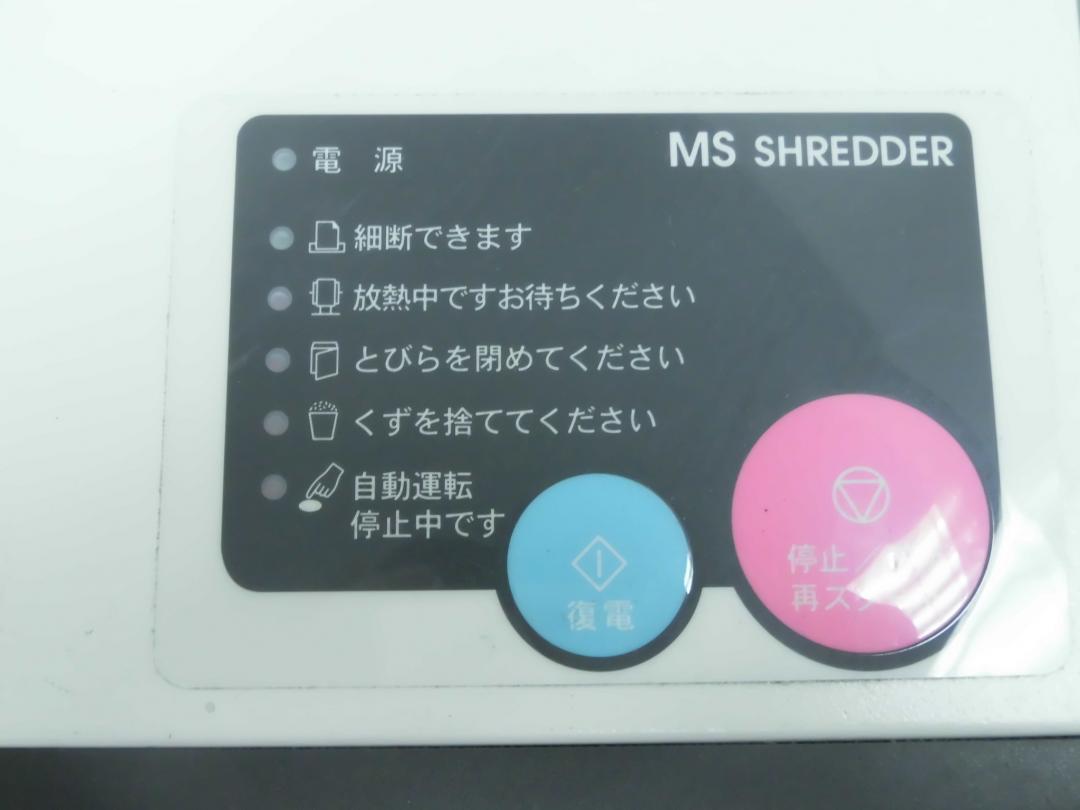 MS SHREDDER
電 源
細断できます
放熱中ですお待ちください
とびらを閉めてください
くずを捨ててください
自動運転
停止中です
復電
停止